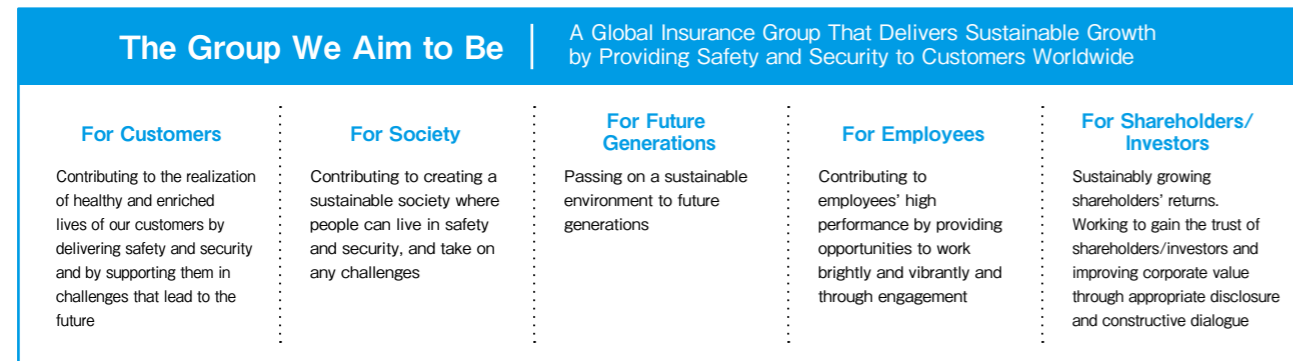 The Group We Aim to Be
A Global Insurance Group That Delivers Sustainable Growth
by Providing Safety and Security to Customers Worldwide
For Customers
Contributing to the realization
of healthy and enriched
lives of our customers by
delivering safety and security
and by supporting them in
challenges that lead to the
future
For Society
Contributing to creating a
sustainable society where
people can live in safety
and security, and take on
any challenges
For Future
Generations
Passing on a sustainable
environment to future
generations
For Employees
Contributing to
employees' high
performance by providing
opportunities to work
brightly and vibrantly and
through engagement
For Shareholders/
Investors
Sustainably growing
shareholders' returns.
Working to gain the trust of
shareholders/investors and
improving corporate value
through appropriate disclosure
and constructive dialogue